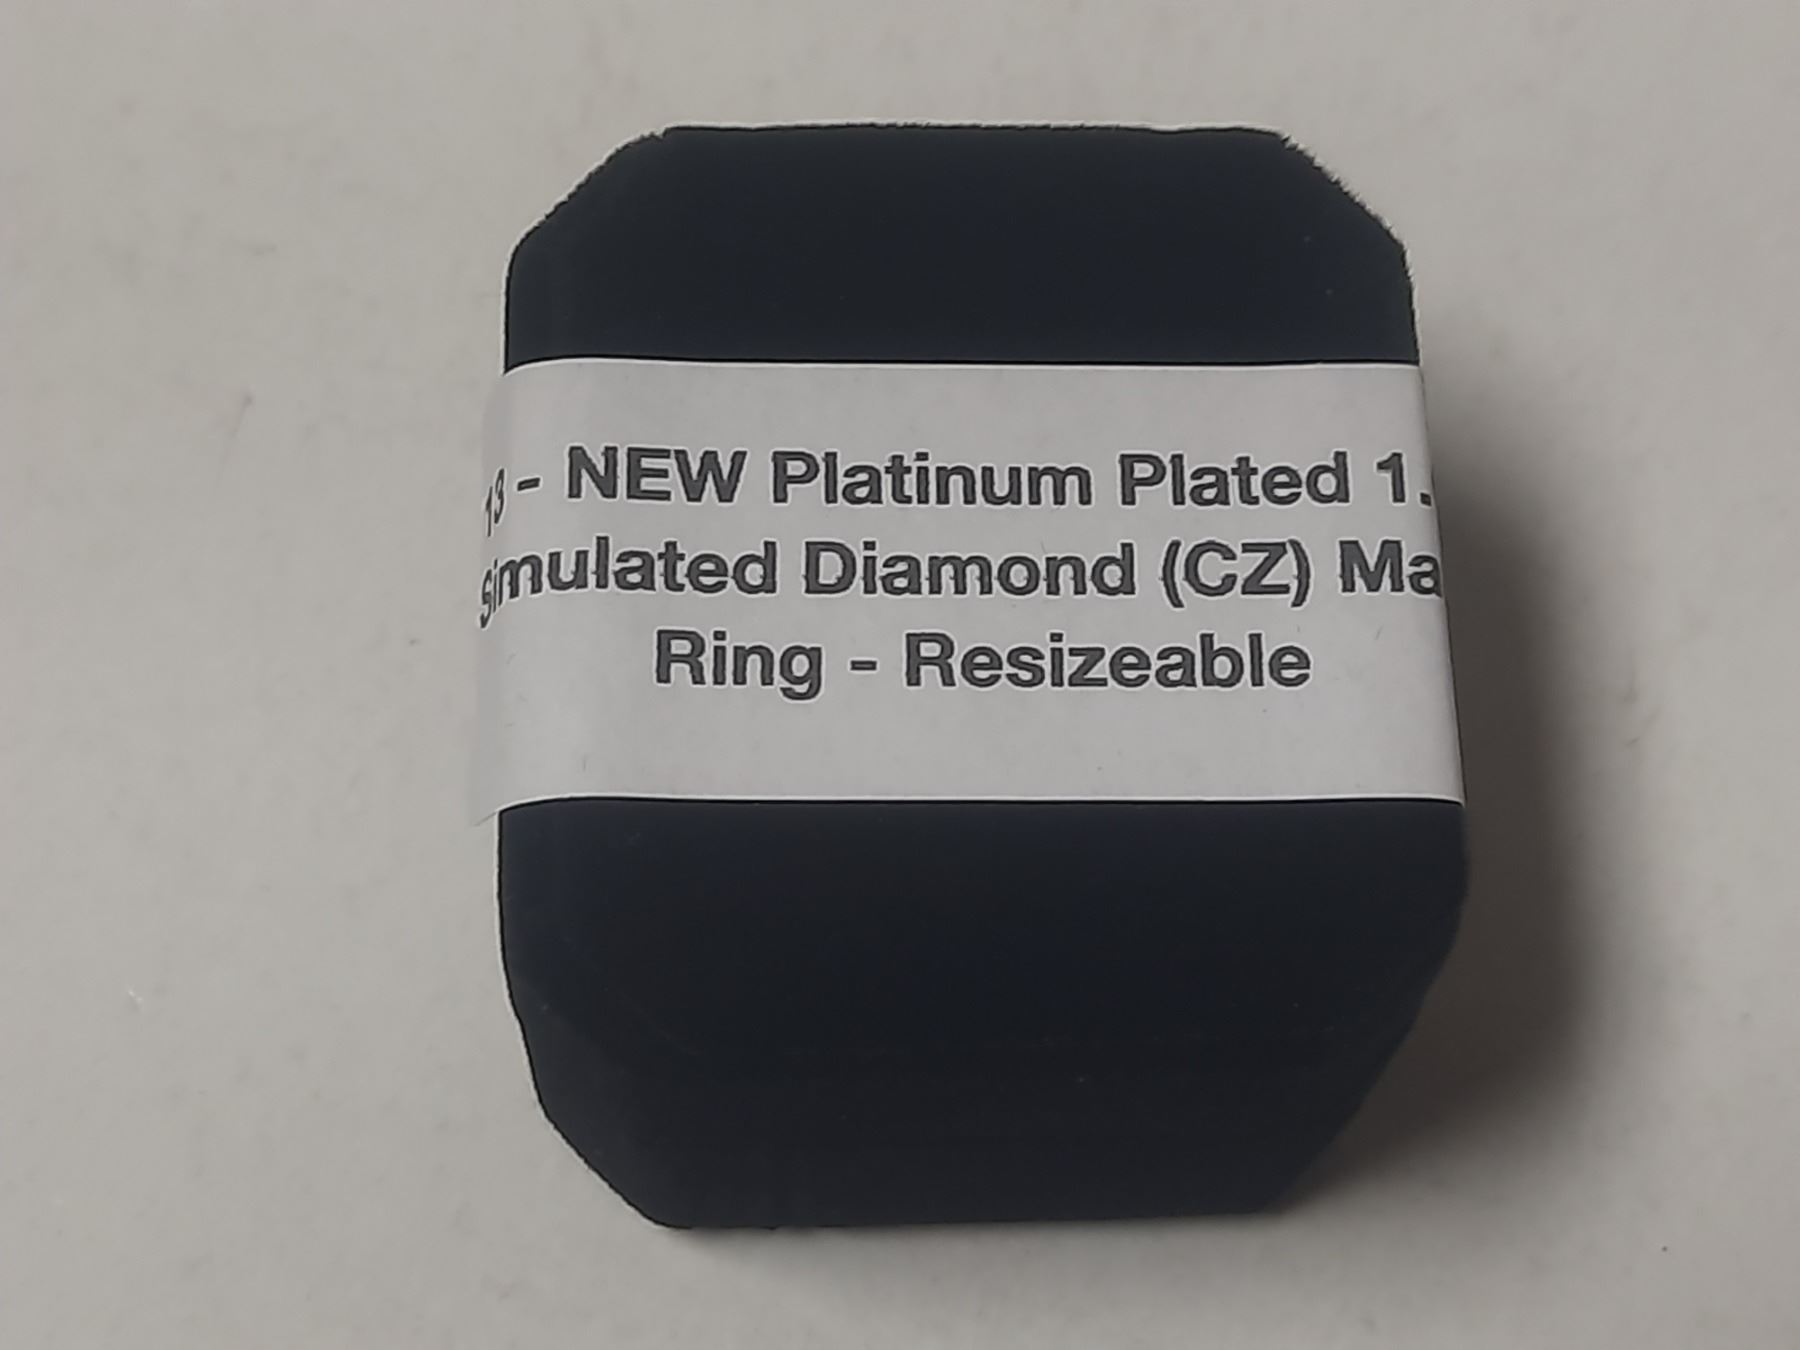 13 - NEW Platinum Plated 1.
Simulated Diamond (CZ) Ma
Ring - Resizeable